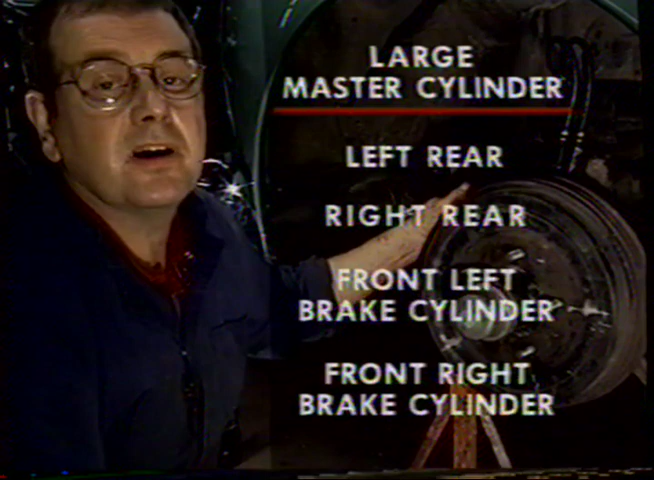 LARGE
MASTER CYLINDER
LEFT REAR
RIGHT REAR
FRONT LEFT
BRAKE CYLINDER
FRONT RIGHT
BRAKE CYLINDER